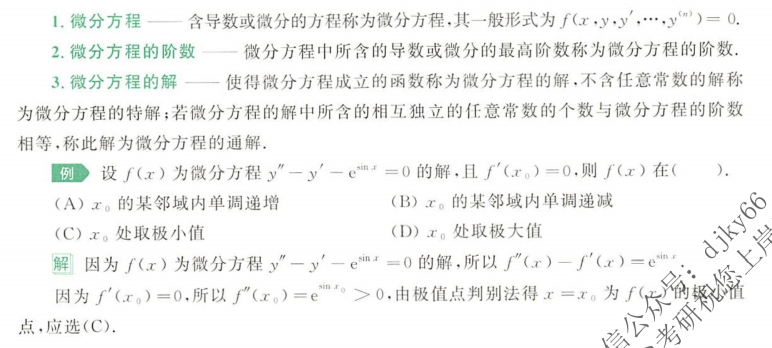 1. 微分方程 —— 含导数或微分的方程称为微分方程,其一般形式为 f(x,y,y′,⋯,y⁽ⁿ⁾)=0.
2. 微分方程的阶数 —— 微分方程中所含的导数或微分的最高阶数称为微分方程的阶数.
3. 微分方程的解 —— 使得微分方程成立的函数称为微分方程的解,不含任意常数的解称
为微分方程的特解;若微分方程的解中所含的相互独立的任意常数的个数与微分方程的阶数
相等,称此解为微分方程的通解.
例 设 f(x) 为微分方程 y″−y′−e^{sin x}=0 的解,且 f′(x₀)=0,则 f(x) 在( ).
(A) x₀ 的某邻域内单调递增 (B) x₀ 的某邻域内单调递减
(C) x₀ 处取极小值 (D) x₀ 处取极大值
解 因为 f(x) 为微分方程 y″−y′−e^{sin x}=0 的解,所以 f″(x)−f′(x)=e^{sin x}
因为 f′(x₀)=0,所以 f″(x₀)=e^{sin x₀}>0,由极值点判别法得 x=x₀ 为 f(x) 的极小值
点,应选(C).
信公众号：djky66
考研祝您上岸